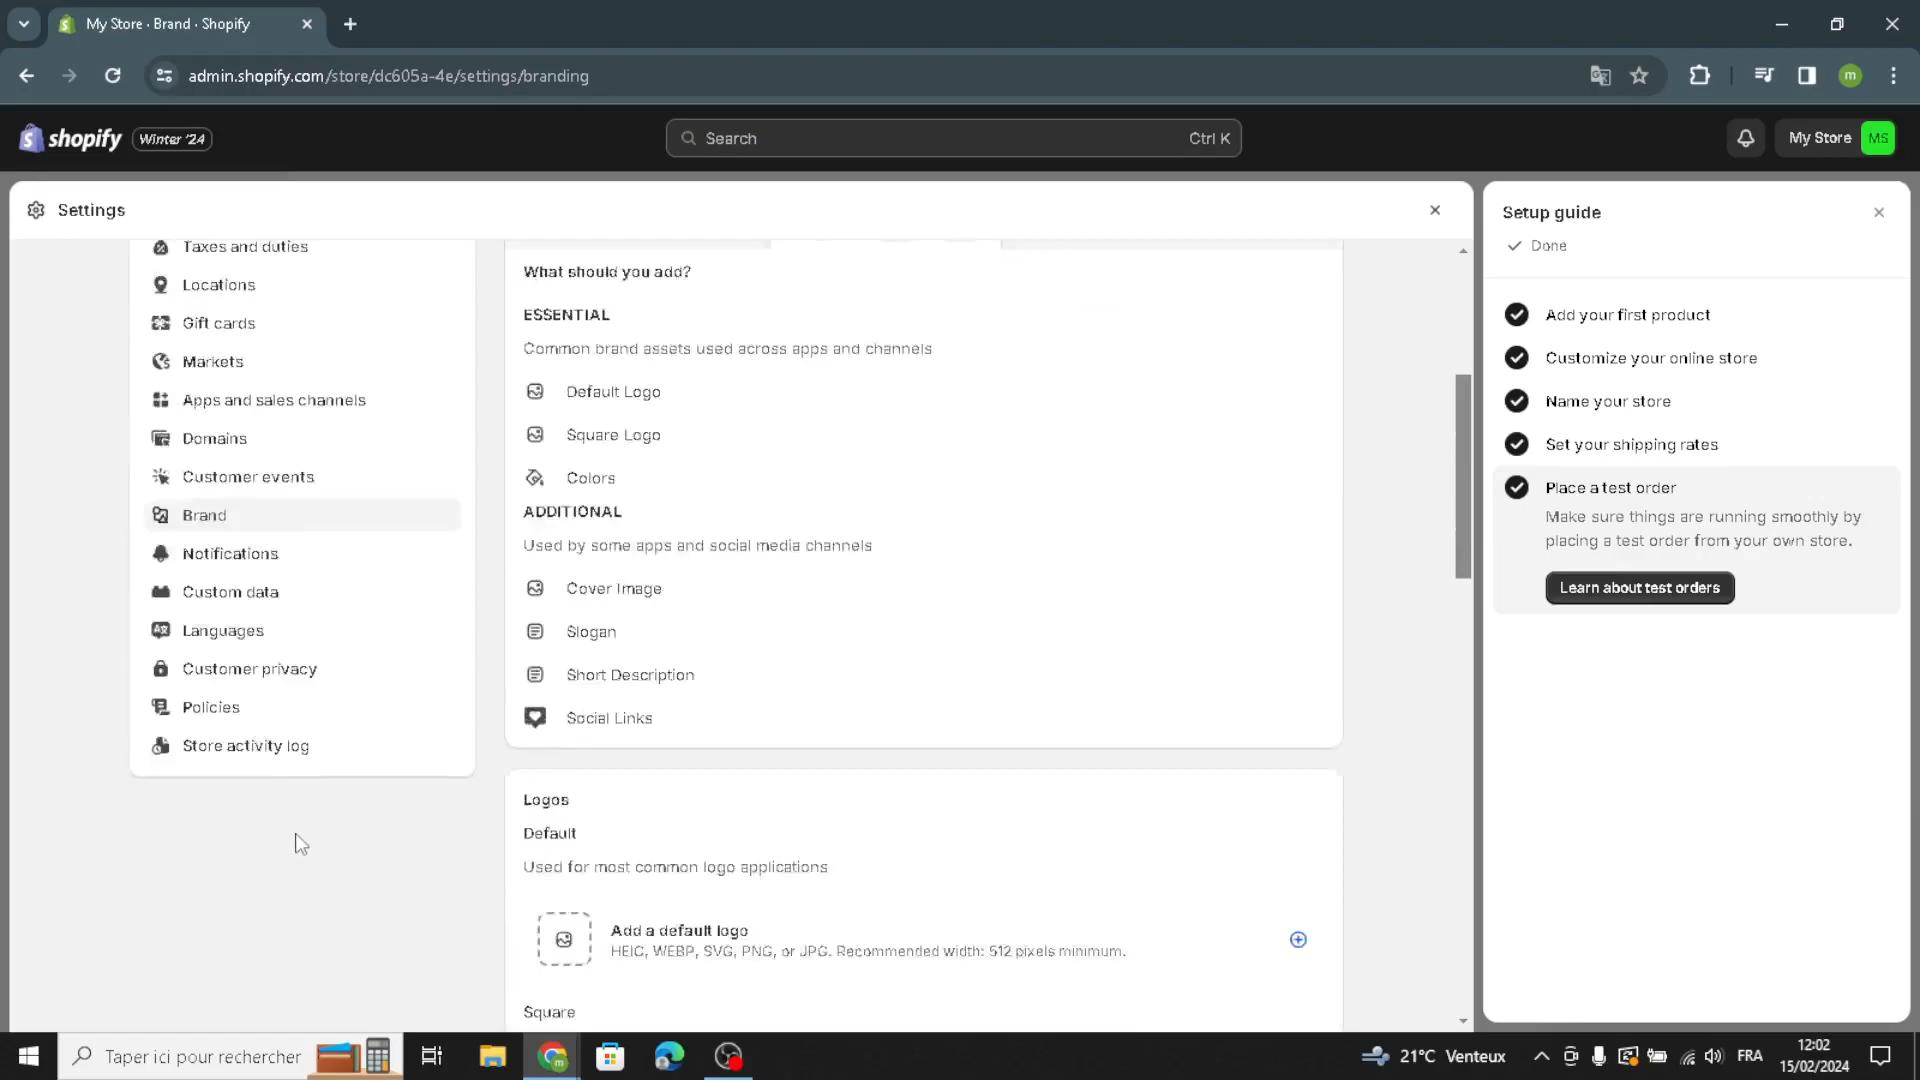 My Store · Brand · Shopify
admin.shopify.com/store/dc605a-4e/settings/branding
m
shopify
Winter '24
Search
Ctrl K
My Store
MS
Settings
Taxes and duties
Locations
Gift cards
Markets
Apps and sales channels
Domains
Customer events
Brand
Notifications
Custom data
Languages
Customer privacy
Policies
Store activity log
What should you add?
ESSENTIAL
Common brand assets used across apps and channels
Default Logo
Square Logo
Colors
ADDITIONAL
Used by some apps and social media channels
Cover Image
Slogan
Short Description
Social Links
Logos
Default
Used for most common logo applications
Add a default logo
HEIC, WEBP, SVG, PNG, or JPG. Recommended width: 512 pixels minimum.
Square
Setup guide
Done
Add your first product
Customize your online store
Name your store
Set your shipping rates
Place a test order
Make sure things are running smoothly by
placing a test order from your own store.
Learn about test orders
Taper ici pour rechercher
21°C Venteux
FRA
12:02
15/02/2024